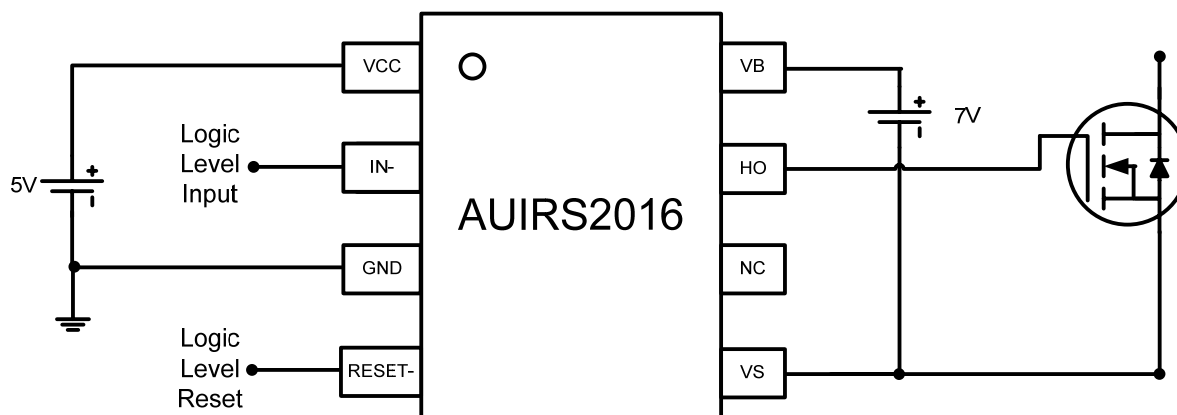 VCC
VB
Logic
Level
Input
IN-
5V
+
7V
+
HO
AUIRS2016
GND
NC
Logic
Level
Reset
RESET-
VS